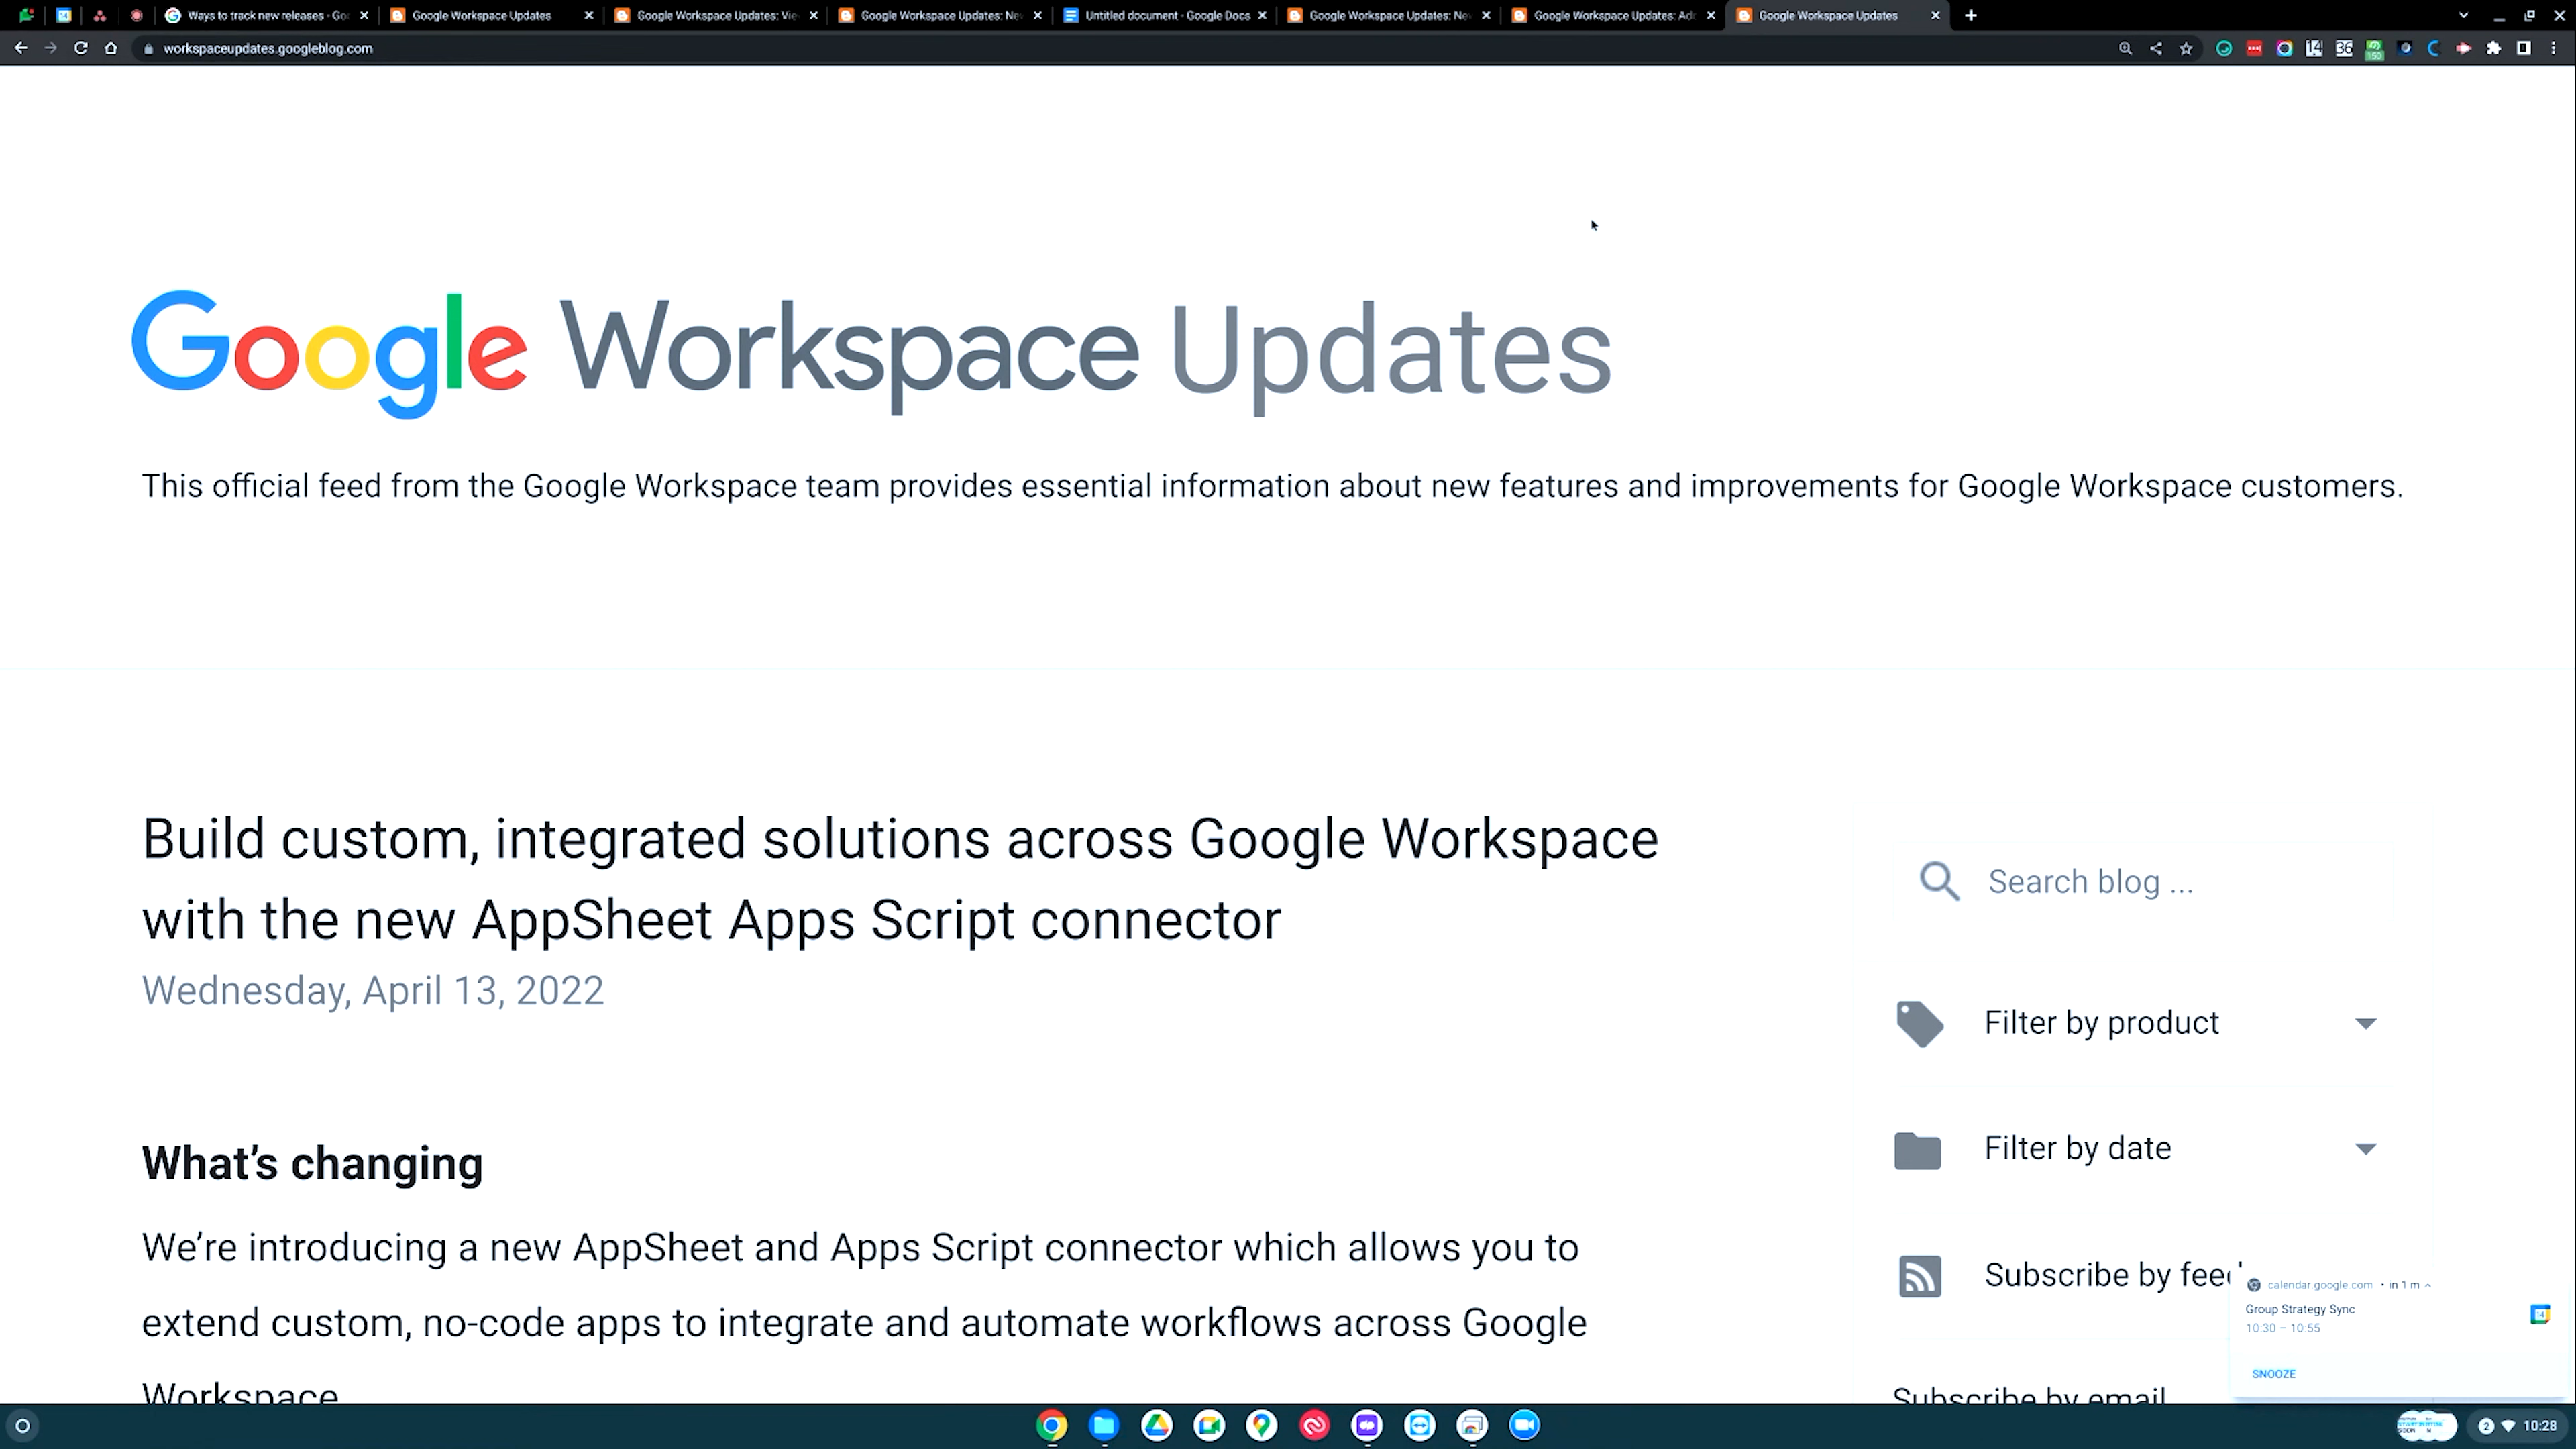 Ways to track new releases - Go
Google Workspace Updates
Google Workspace Updates: Vie
Google Workspace Updates: Ne
Untitled document - Google Docs
Google Workspace Updates: Ne
Google Workspace Updates: Ad
Google Workspace Updates
workspaceupdates.googleblog.com
14
36
150
Google Workspace Updates
This official feed from the Google Workspace team provides essential information about new features and improvements for Google Workspace customers.
Build custom, integrated solutions across Google Workspace
with the new AppSheet Apps Script connector
Wednesday, April 13, 2022
What’s changing
We’re introducing a new AppSheet and Apps Script connector which allows you to
extend custom, no-code apps to integrate and automate workflows across Google
Workspace
Search blog ...
Filter by product
Filter by date
Subscribe by feed
Subscribe by email
calendar.google.com • in 1 m
Group Strategy Sync
10:30 – 10:55
SNOOZE
2
10:28